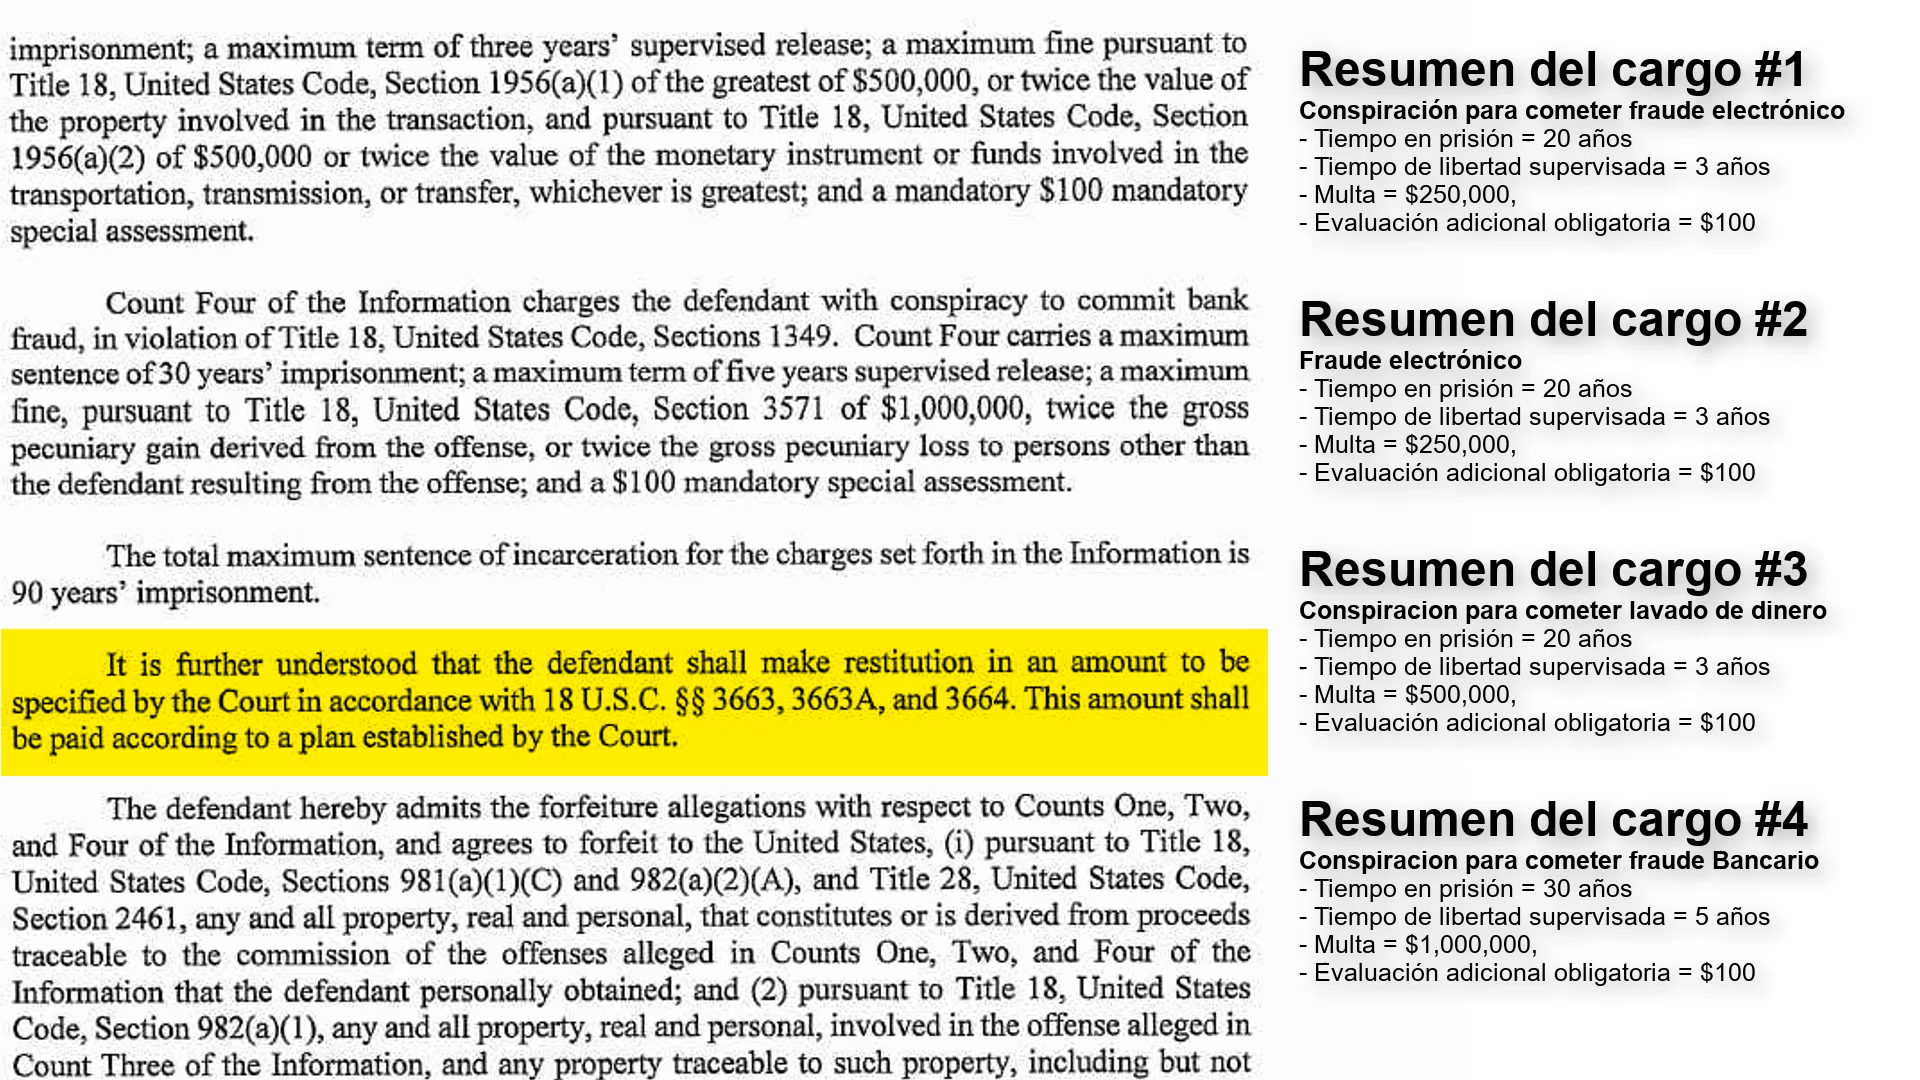 imprisonment; a maximum term of three years' supervised release; a maximum fine pursuant to
Title 18, United States Code, Section 1956(a)(1) of the greatest of $500,000, or twice the value of
the property involved in the transaction, and pursuant to Title 18, United States Code, Section
1956(a)(2) of $500,000 or twice the value of the monetary instrument or funds involved in the
transportation, transmission, or transfer, whichever is greatest; and a mandatory $100 mandatory
special assessment.
Count Four of the Information charges the defendant with conspiracy to commit bank
fraud, in violation of Title 18, United States Code, Sections 1349. Count Four carries a maximum
sentence of 30 years' imprisonment; a maximum term of five years supervised release; a maximum
fine, pursuant to Title 18, United States Code, Section 3571 of $1,000,000, twice the gross
pecuniary gain derived from the offense, or twice the gross pecuniary loss to persons other than
the defendant resulting from the offense; and a $100 mandatory special assessment.
The total maximum sentence of incarceration for the charges set forth in the Information is
90 years' imprisonment.
It is further understood that the defendant shall make restitution in an amount to be
specified by the Court in accordance with 18 U.S.C. §§ 3663, 3663A, and 3664. This amount shall
be paid according to a plan established by the Court.
The defendant hereby admits the forfeiture allegations with respect to Counts One, Two,
and Four of the Information, and agrees to forfeit to the United States, (i) pursuant to Title 18,
United States Code, Sections 981(a)(1)(C) and 982(a)(2)(A), and Title 28, United States Code,
Section 2461, any and all property, real and personal, that constitutes or is derived from proceeds
traceable to the commission of the offenses alleged in Counts One, Two, and Four of the
Information that the defendant personally obtained; and (2) pursuant to Title 18, United States
Code, Section 982(a)(1), any and all property, real and personal, involved in the offense alleged in
Count Three of the Information, and any property traceable to such property, including but not
Resumen del cargo #1
Conspiración para cometer fraude electrónico
- Tiempo en prisión = 20 años
- Tiempo de libertad supervisada = 3 años
- Multa = $250,000,
- Evaluación adicional obligatoria = $100
Resumen del cargo #2
Fraude electrónico
- Tiempo en prisión = 20 años
- Tiempo de libertad supervisada = 3 años
- Multa = $250,000,
- Evaluación adicional obligatoria = $100
Resumen del cargo #3
Conspiracion para cometer lavado de dinero
- Tiempo en prisión = 20 años
- Tiempo de libertad supervisada = 3 años
- Multa = $500,000,
- Evaluación adicional obligatoria = $100
Resumen del cargo #4
Conspiracion para cometer fraude Bancario
- Tiempo en prisión = 30 años
- Tiempo de libertad supervisada = 5 años
- Multa = $1,000,000,
- Evaluación adicional obligatoria = $100